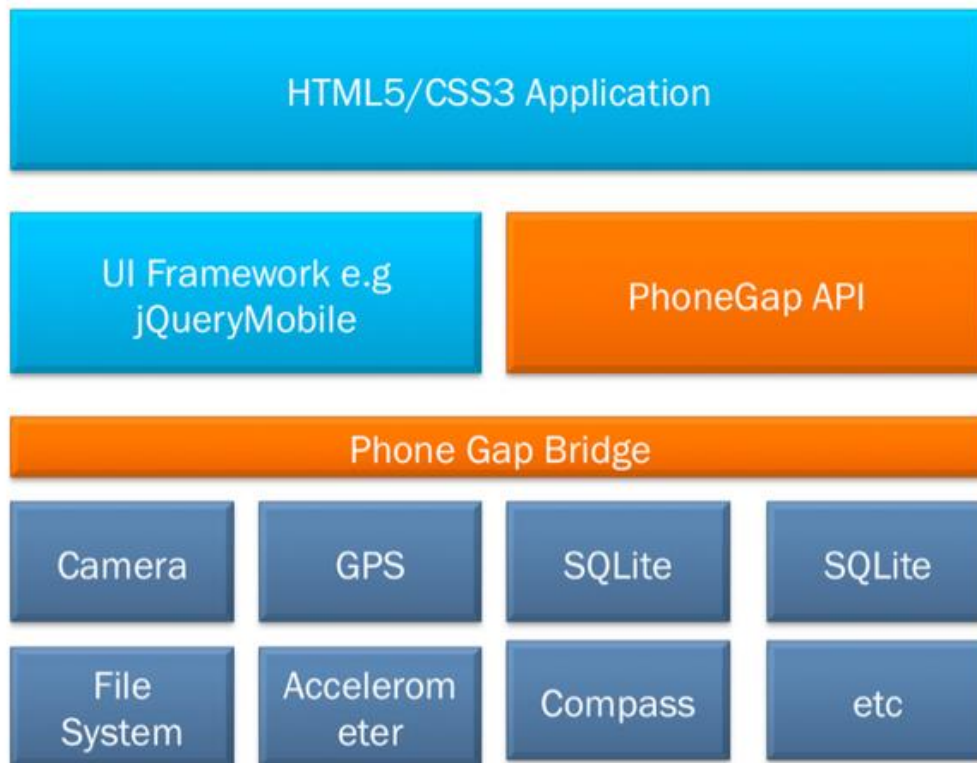 HTML5/CSS3 Application
UI Framework e.g
jQueryMobile
PhoneGap API
Phone Gap Bridge
Camera
GPS
SQLite
SQLite
File
System
Accelerom
eter
Compass
etc